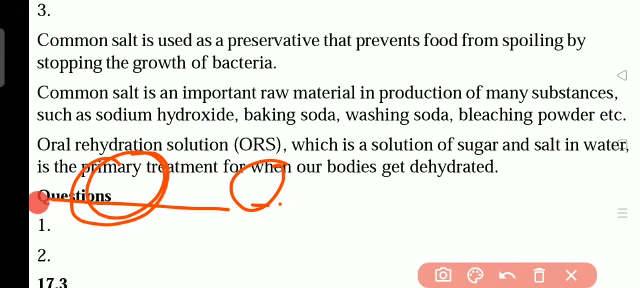 3.
Common salt is used as a preservative that prevents food from spoiling by
stopping the growth of bacteria.
Common salt is an important raw material in production of many substances,
such as sodium hydroxide, baking soda, washing soda, bleaching powder etc.
Oral rehydration solution (ORS), which is a solution of sugar and salt in water,
is the primary treatment for when our bodies get dehydrated.
Questions
1.
2.
17.3